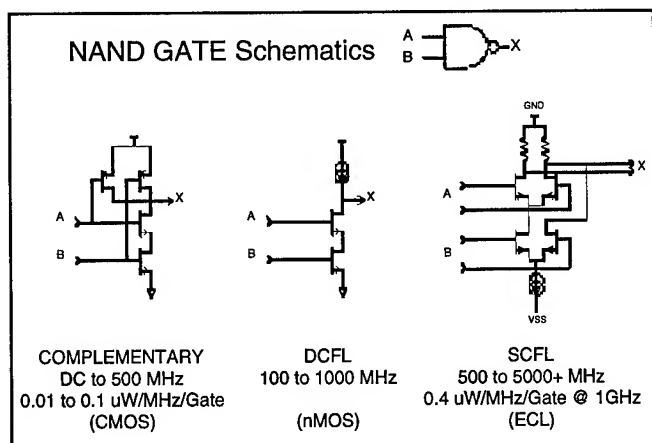 NAND GATE Schematics
A
B
X
GND
X
A
B
X
A
B
X
A
B
VSS
COMPLEMENTARY
DC to 500 MHz
0.01 to 0.1 uW/MHz/Gate
(CMOS)
DCFL
100 to 1000 MHz
(nMOS)
SCFL
500 to 5000+ MHz
0.4 uW/MHz/Gate @ 1GHz
(ECL)